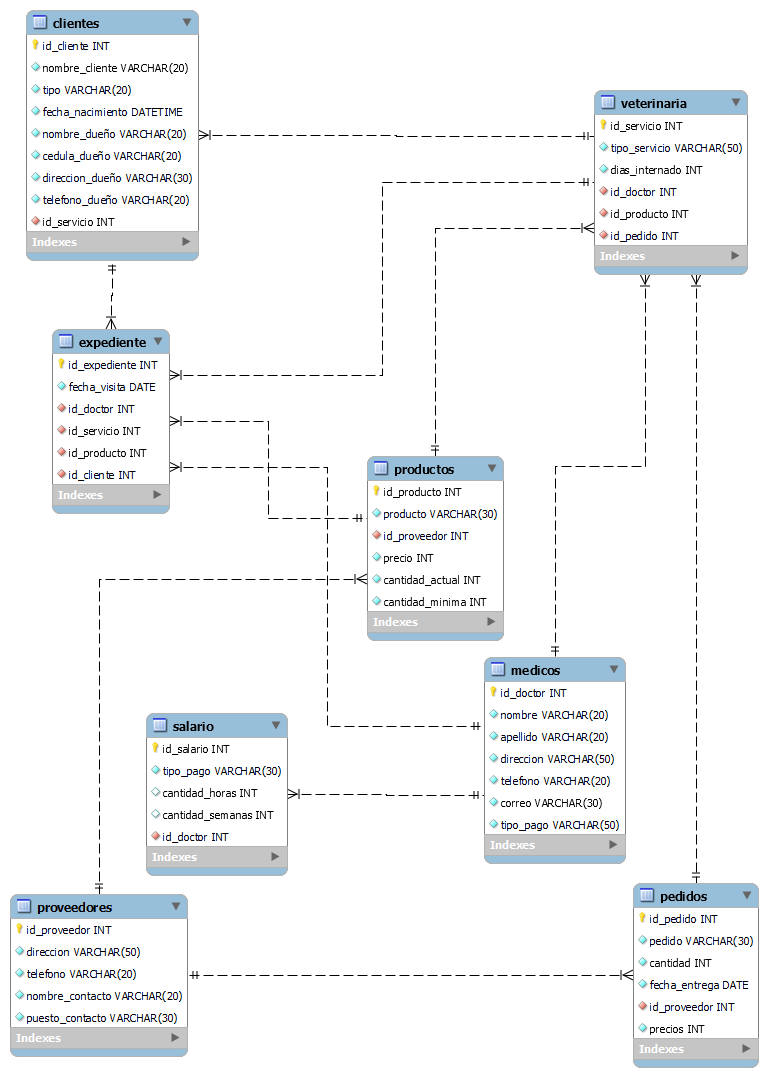 clientes
id_cliente INT
nombre_cliente VARCHAR(20)
tipo VARCHAR(20)
fecha_nacimiento DATETIME
nombre_dueño VARCHAR(20)
cedula_dueño VARCHAR(20)
direccion_dueño VARCHAR(30)
telefono_dueño VARCHAR(20)
id_servicio INT
Indexes
veterinaria
id_servicio INT
tipo_servicio VARCHAR(50)
dias_internado INT
id_doctor INT
id_producto INT
id_pedido INT
Indexes
expediente
id_expediente INT
fecha_visita DATE
id_doctor INT
id_servicio INT
id_producto INT
id_cliente INT
Indexes
productos
id_producto INT
producto VARCHAR(30)
id_proveedor INT
precio INT
cantidad_actual INT
cantidad_minima INT
Indexes
medicos
id_doctor INT
nombre VARCHAR(20)
apellido VARCHAR(20)
direccion VARCHAR(50)
telefono VARCHAR(20)
correo VARCHAR(30)
tipo_pago VARCHAR(50)
Indexes
salario
id_salario INT
tipo_pago VARCHAR(30)
cantidad_horas INT
cantidad_semanas INT
id_doctor INT
Indexes
proveedores
id_proveedor INT
direccion VARCHAR(50)
telefono VARCHAR(20)
nombre_contacto VARCHAR(20)
puesto_contacto VARCHAR(30)
Indexes
pedidos
id_pedido INT
pedido VARCHAR(30)
cantidad INT
fecha_entrega DATE
id_proveedor INT
precios INT
Indexes